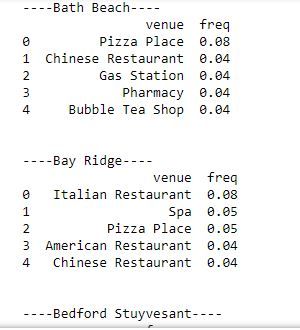 ----Bath Beach----
venue freq
0 Pizza Place 0.08
1 Chinese Restaurant 0.04
2 Gas Station 0.04
3 Pharmacy 0.04
4 Bubble Tea Shop 0.04
----Bay Ridge----
venue freq
0 Italian Restaurant 0.08
1 Spa 0.05
2 Pizza Place 0.05
3 American Restaurant 0.04
4 Chinese Restaurant 0.04
----Bedford Stuyvesant----